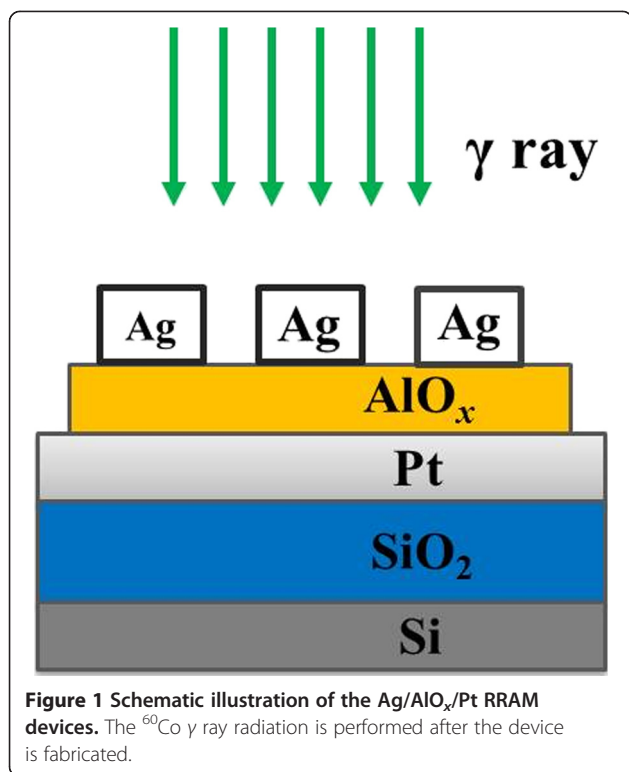 γ ray
Ag
Ag
Ag
AlOₓ
Pt
SiO₂
Si
Figure 1 Schematic illustration of the Ag/AlOₓ/Pt RRAM
devices. The ⁶⁰Co γ ray radiation is performed after the device
is fabricated.